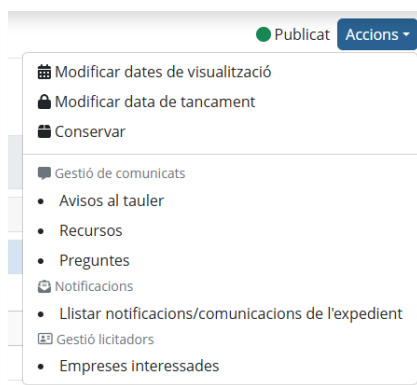 Publicat Accions
Modificar dates de visualització
Modificar data de tancament
Conservar
Gestió de comunicats
Avisos al tauler
Recursos
Preguntes
Notificacions
Llistar notificacions/comunicacions de l'expedient
Gestió licitadors
Empreses interessades